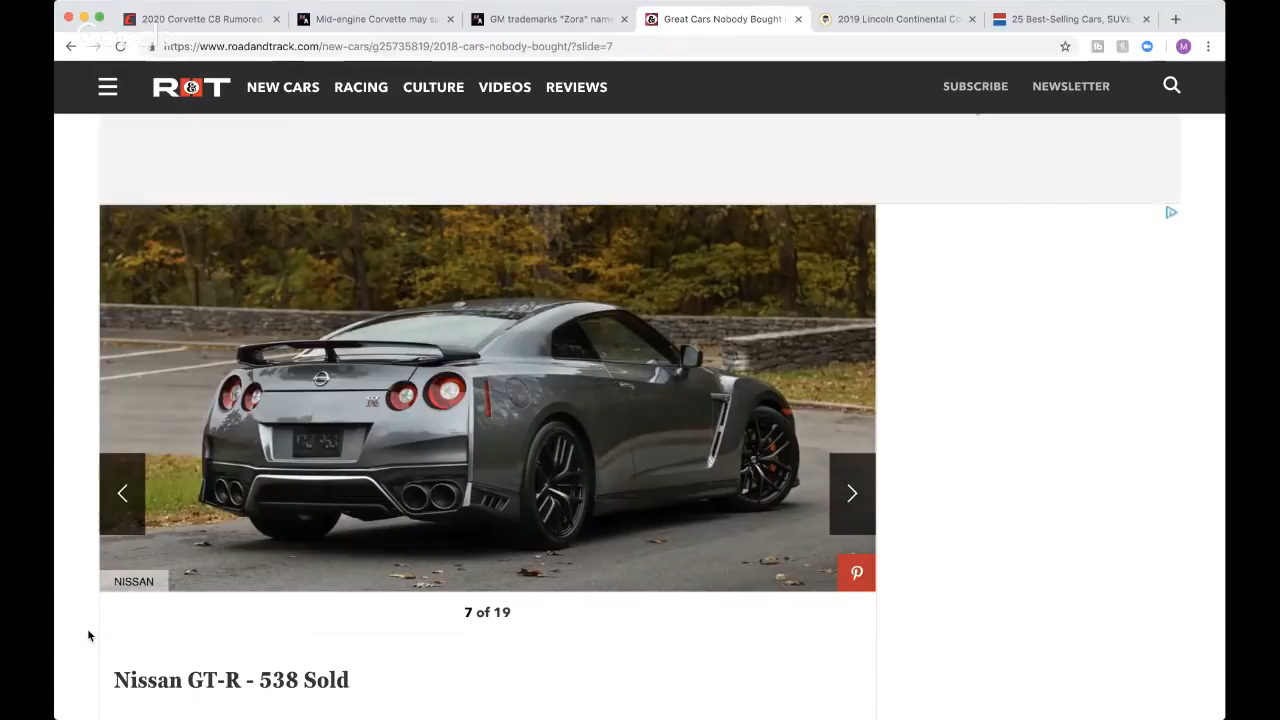 2020 Corvette C8 Rumored
Mid-engine Corvette may sp
GM trademarks "Zora" name
Great Cars Nobody Bought
2019 Lincoln Continental Co
25 Best-Selling Cars, SUVs,
https://www.roadandtrack.com/new-cars/g25735819/2018-cars-nobody-bought/?slide=7
M
R&T
NEW CARS
RACING
CULTURE
VIDEOS
REVIEWS
SUBSCRIBE
NEWSLETTER
NISSAN
7 of 19
Nissan GT-R - 538 Sold